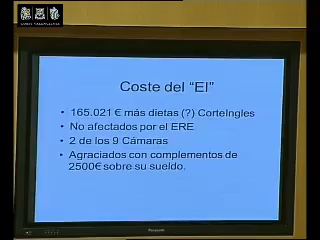 Coste del “EI”
• 165.021 € más dietas (?) CorteIngles
• No afectados por el ERE
• 2 de los 9 Cámaras
• Agraciados con complementos de
2500€ sobre su sueldo.
Panasonic